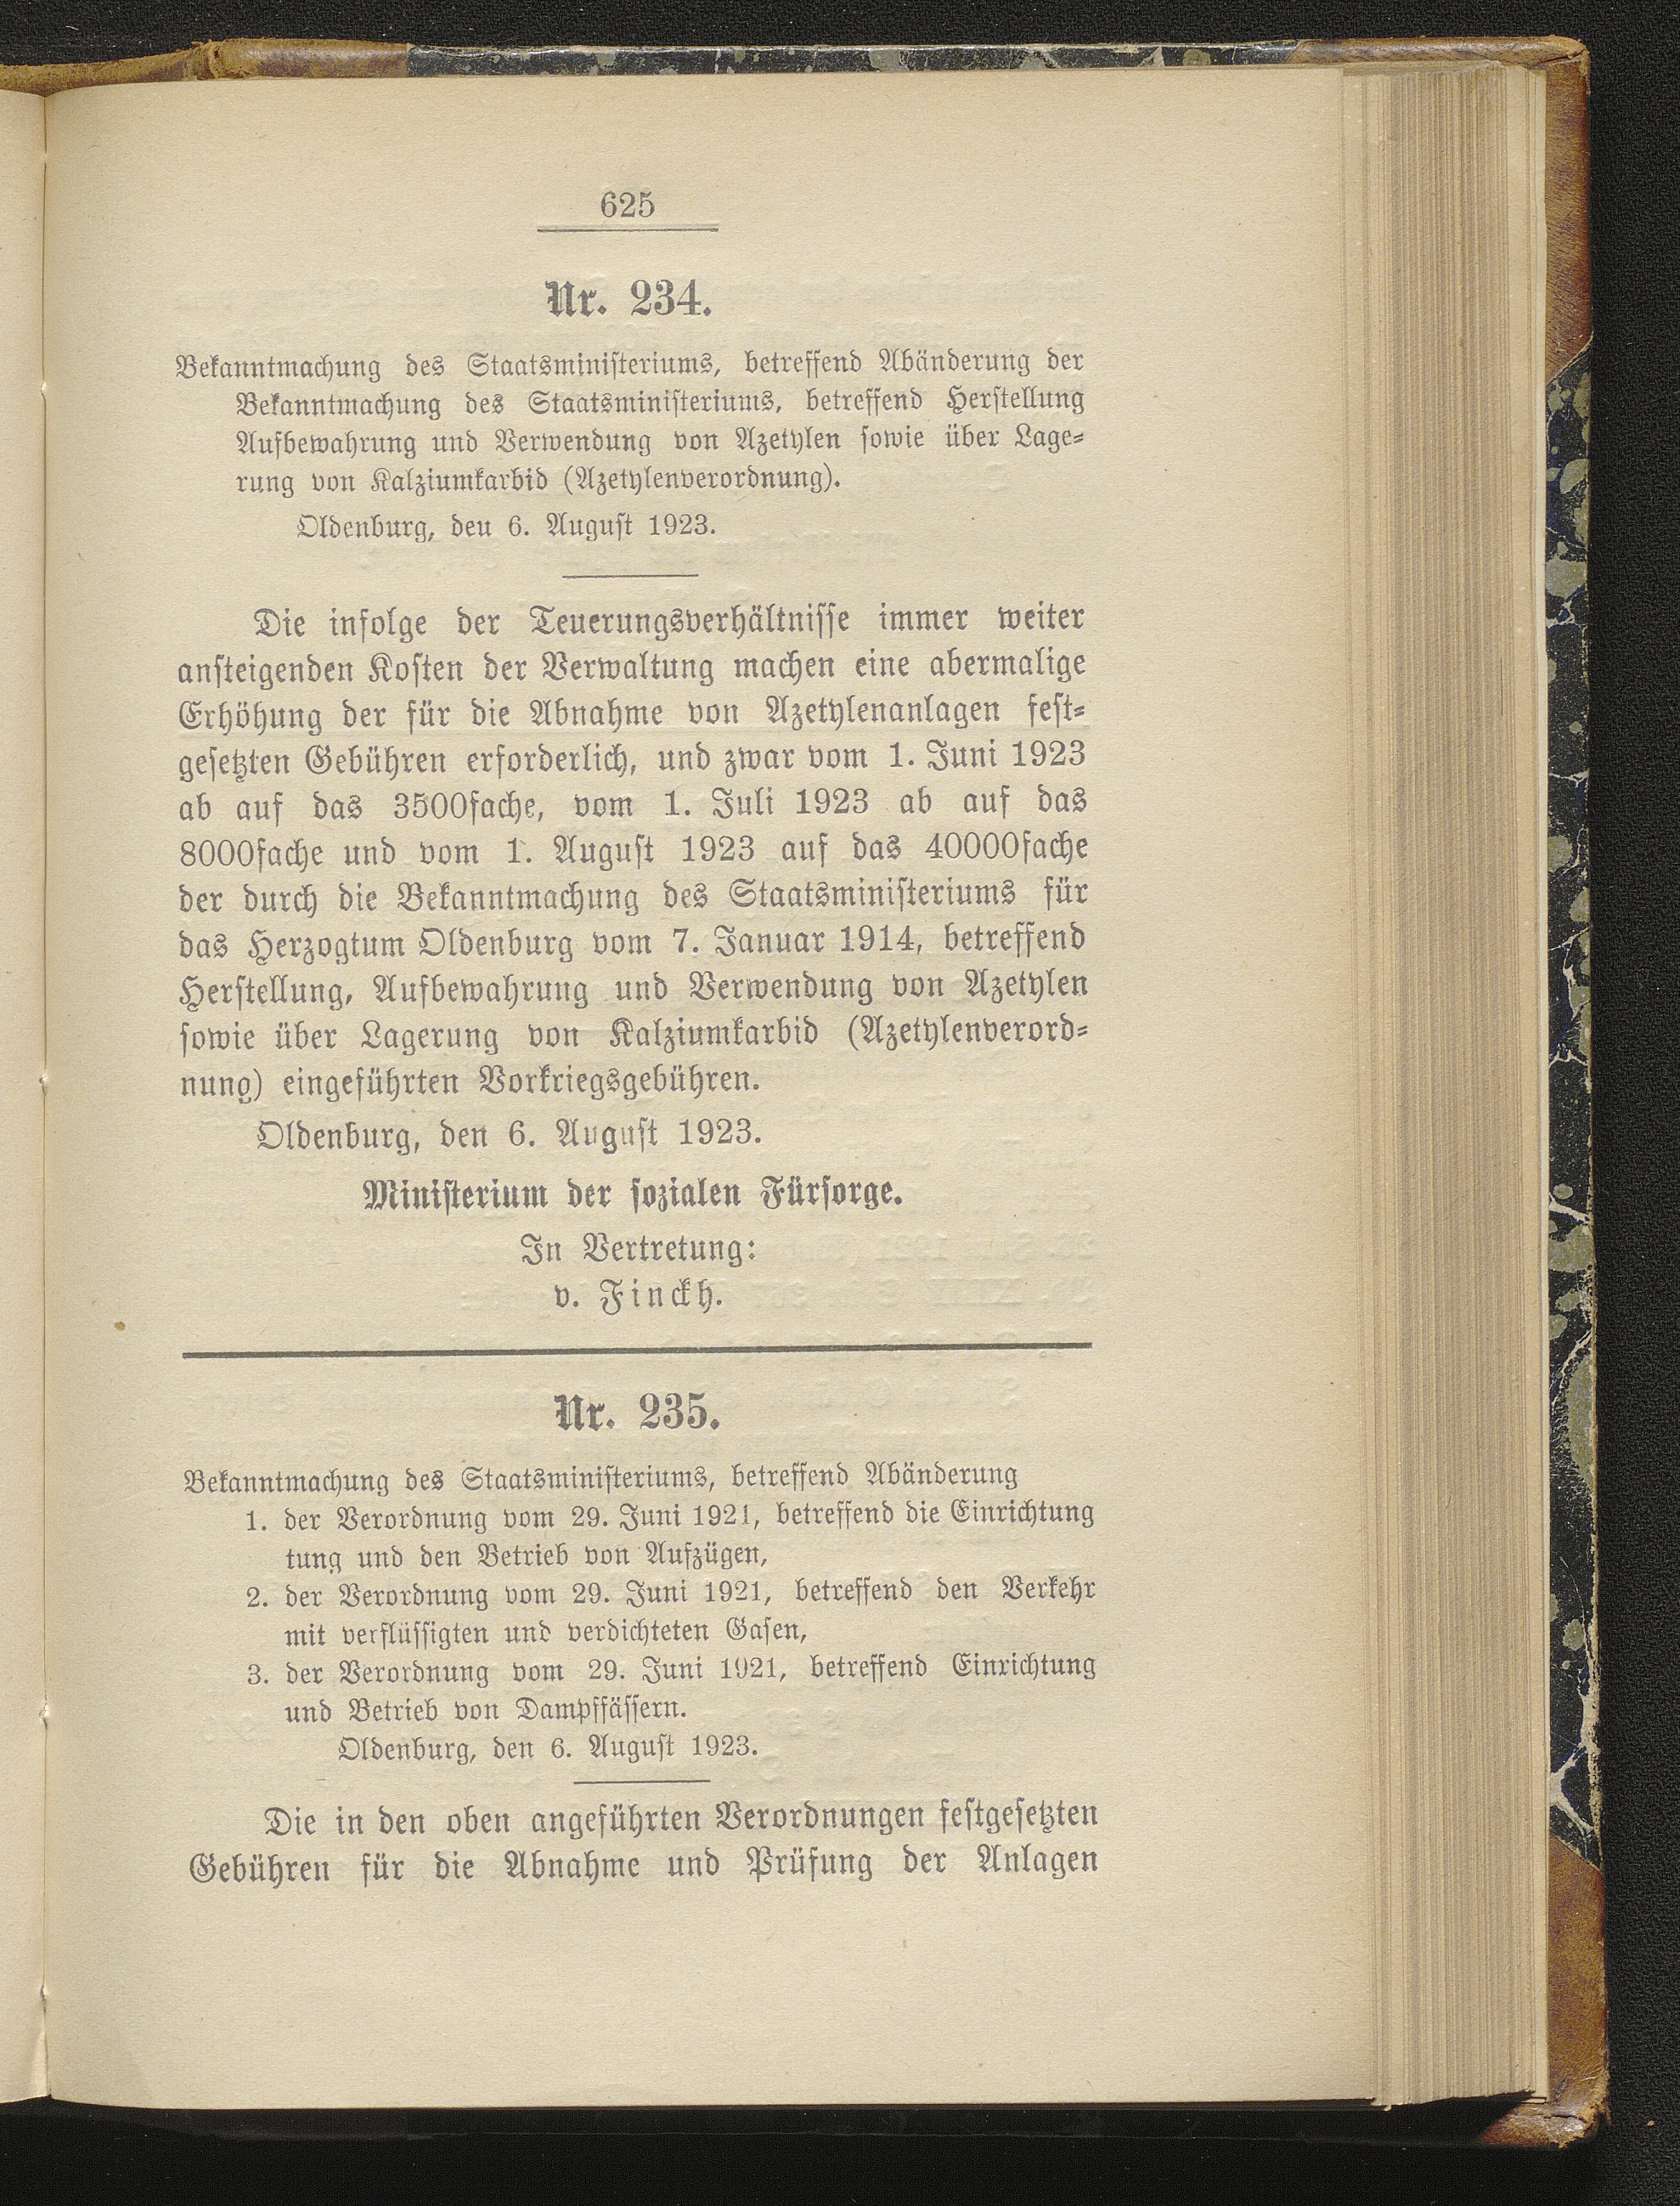 625
Nr. 234.
Bekanntmachung des Staatsministeriums, betreffend Abänderung der
Bekanntmachung des Staatsministeriums, betreffend Herstellung
Aufbewahrung und Verwendung von Azetylen sowie über Lage-
rung von Kalziumkarbid (Azetylenverordnung).
Oldenburg, den 6. August 1923.
Die infolge der Teuerungsverhältnisse immer weiter
ansteigenden Kosten der Verwaltung machen eine abermalige
Erhöhung der für die Abnahme von Azetylenanlagen fest-
gesetzten Gebühren erforderlich, und zwar vom 1. Juni 1923
ab auf das 3500fache, vom 1. Juli 1923 ab auf das
8000fache und vom 1. August 1923 auf das 40000fache
der durch die Bekanntmachung des Staatsministeriums für
das Herzogtum Oldenburg vom 7. Januar 1914, betreffend
Herstellung, Aufbewahrung und Verwendung von Azetylen
sowie über Lagerung von Kalziumkarbid (Azetylenverord-
nung) eingeführten Vorkriegsgebühren.
Oldenburg, den 6. August 1923.
Ministerium der sozialen Fürsorge.
In Vertretung:
v. Finckh.
Nr. 235.
Bekanntmachung des Staatsministeriums, betreffend Abänderung
1. der Verordnung vom 29. Juni 1921, betreffend die Einrichtung
tung und den Betrieb von Aufzügen,
2. der Verordnung vom 29. Juni 1921, betreffend den Verkehr
mit verflüssigten und verdichteten Gasen,
3. der Verordnung vom 29. Juni 1921, betreffend Einrichtung
und Betrieb von Dampffässern.
Oldenburg, den 6. August 1923.
Die in den oben angeführten Verordnungen festgesetzten
Gebühren für die Abnahme und Prüfung der Anlagen